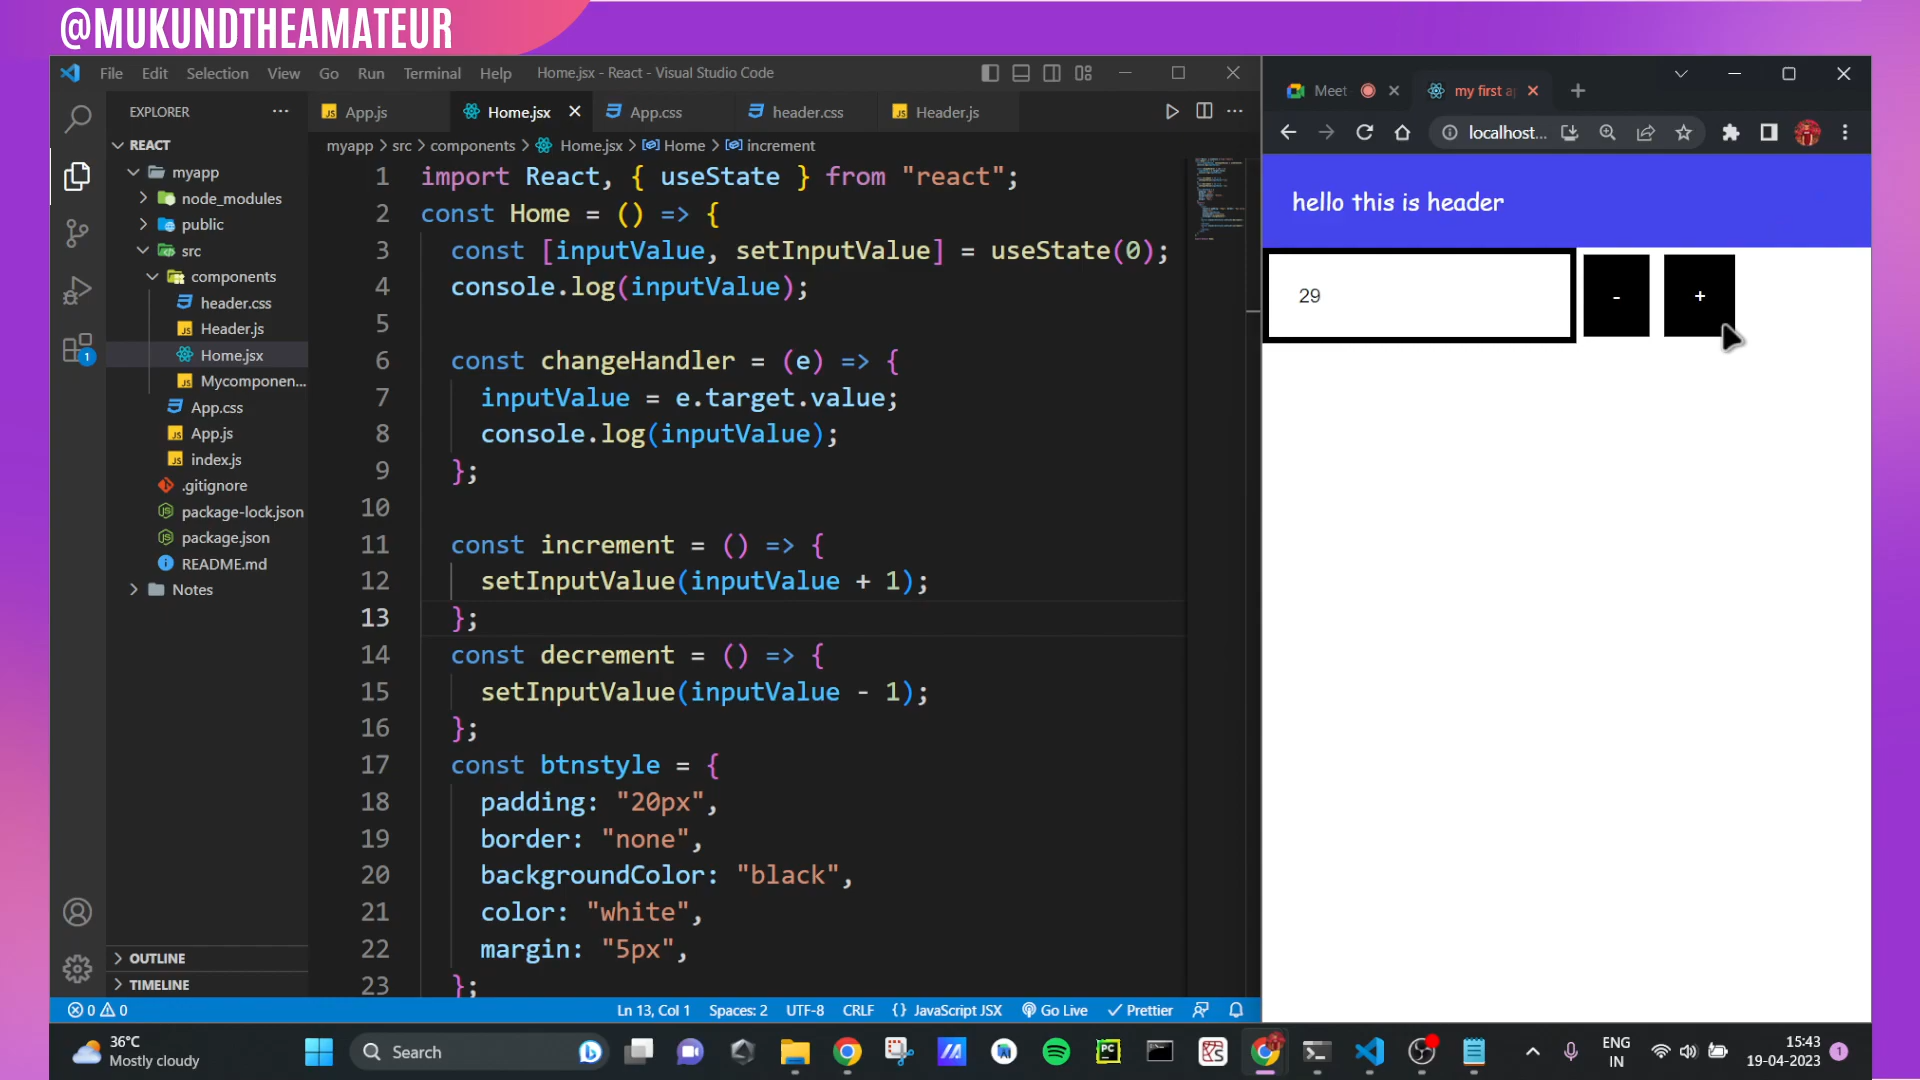 @MUKUNDTHEAMATEUR
File Edit Selection View Go Run Terminal Help Home.jsx - React - Visual Studio Code
EXPLORER
REACT
myapp
node_modules
public
src
components
header.css
Header.js
Home.jsx
Mycomponen...
App.css
App.js
index.js
.gitignore
package-lock.json
package.json
README.md
Notes
OUTLINE
TIMELINE
1
App.js Home.jsx App.css header.css Header.js
myapp > src > components > Home.jsx > Home > increment
1 import React, { useState } from "react";
2 const Home = () => {
3 const [inputValue, setInputValue] = useState(0);
4 console.log(inputValue);
5
6 const changeHandler = (e) => {
7 inputValue = e.target.value;
8 console.log(inputValue);
9 };
10
11 const increment = () => {
12 setInputValue(inputValue + 1);
13 };
14 const decrement = () => {
15 setInputValue(inputValue - 1);
16 };
17 const btnstyle = {
18 padding: "20px",
19 border: "none",
20 backgroundColor: "black",
21 color: "white",
22 margin: "5px",
23 };
0 0 Ln 13, Col 1 Spaces: 2 UTF-8 CRLF {} JavaScript JSX Go Live Prettier
Meet my first a
localhost...
hello this is header
29 - +
36°C
Mostly cloudy
Search
ENG
IN
15:43
19-04-2023
1